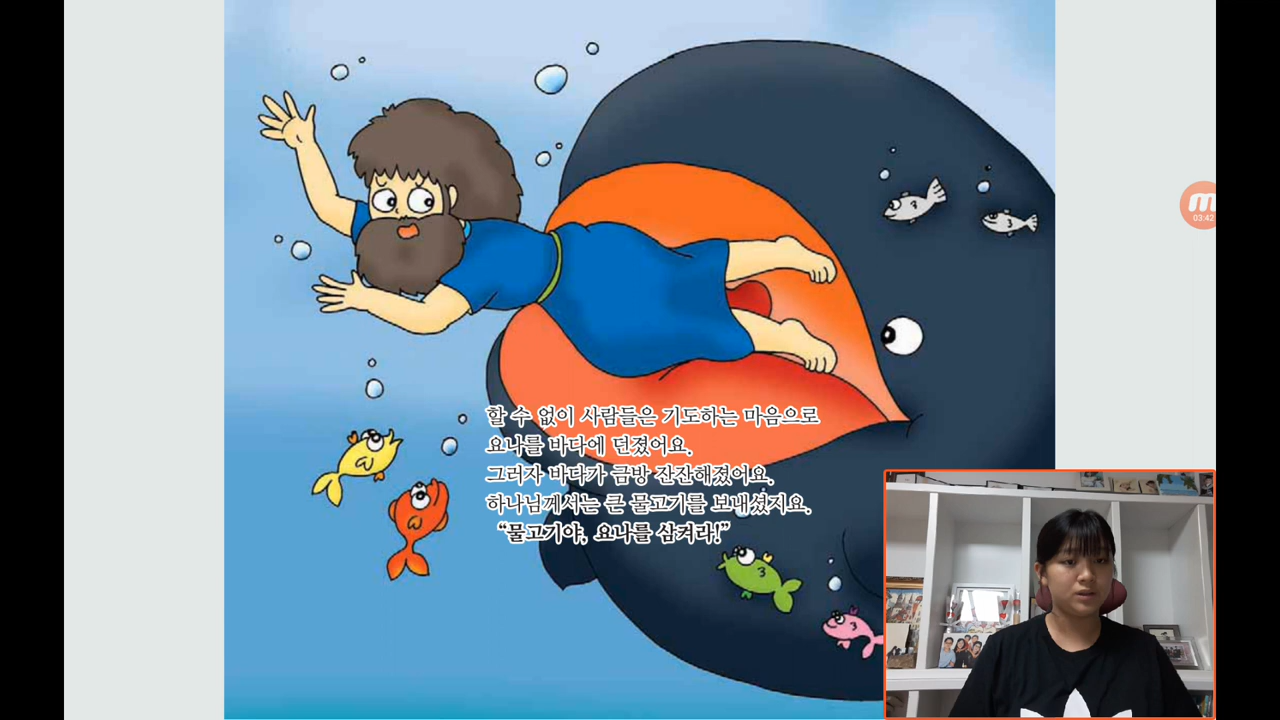 할 수 없이 사람들은 기도하는 마음으로
요나를 바다에 던졌어요.
그러자 바다가 금방 잔잔해졌어요.
하나님께서는 큰 물고기를 보내셨지요.
“물고기야, 요나를 삼켜라!”
03:42